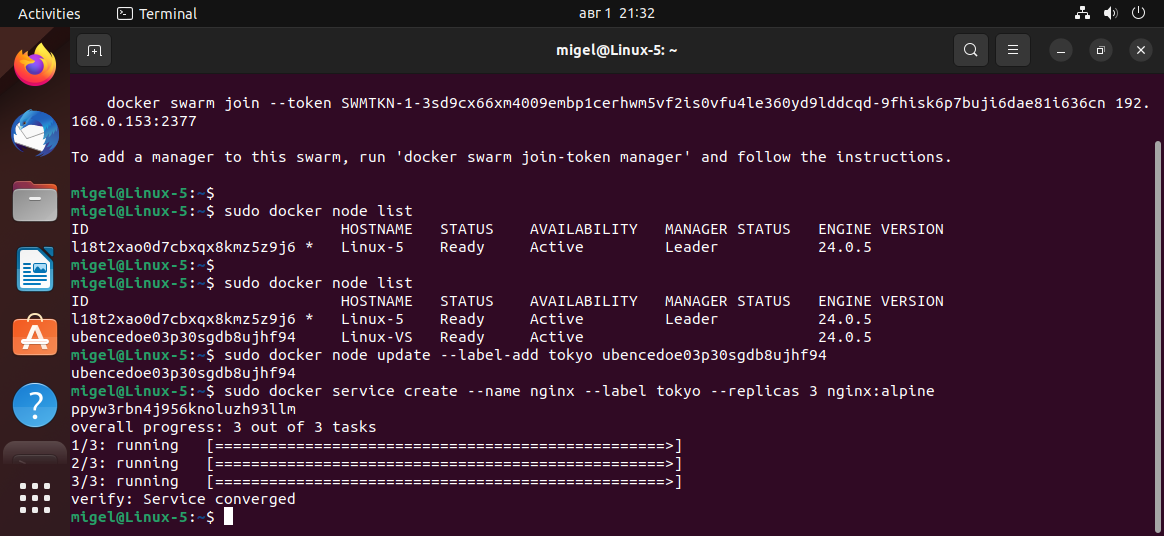 Activities Terminal авг 1 21:32
migel@Linux-5: ~
docker swarm join --token SWMTKN-1-3sd9cx66xm4009embp1cerhwm5vf2is0vfu4le360yd9lddcqd-9fhisk6p7buji6dae81i636cn 192.
168.0.153:2377
To add a manager to this swarm, run 'docker swarm join-token manager' and follow the instructions.
migel@Linux-5:~$
migel@Linux-5:~$ sudo docker node list
ID HOSTNAME STATUS AVAILABILITY MANAGER STATUS ENGINE VERSION
l18t2xao0d7cbxqx8kmz5z9j6 * Linux-5 Ready Active Leader 24.0.5
migel@Linux-5:~$
migel@Linux-5:~$ sudo docker node list
ID HOSTNAME STATUS AVAILABILITY MANAGER STATUS ENGINE VERSION
l18t2xao0d7cbxqx8kmz5z9j6 * Linux-5 Ready Active Leader 24.0.5
ubencedoe03p30sgdb8ujhf94 Linux-VS Ready Active 24.0.5
migel@Linux-5:~$ sudo docker node update --label-add tokyo ubencedoe03p30sgdb8ujhf94
ubencedoe03p30sgdb8ujhf94
migel@Linux-5:~$ sudo docker service create --name nginx --label tokyo --replicas 3 nginx:alpine
ppyw3rbn4j956knoluzh93llm
overall progress: 3 out of 3 tasks
1/3: running [==================================================>]
2/3: running [==================================================>]
3/3: running [==================================================>]
verify: Service converged
migel@Linux-5:~$